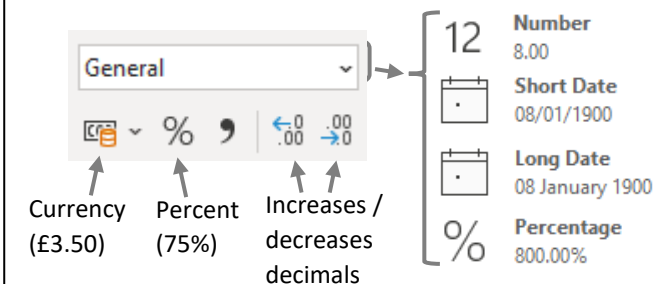 General
%
,
←0
.00
.00
→0
Currency
(£3.50)
Percent
(75%)
Increases /
decreases
decimals
12
Number
8.00
Short Date
08/01/1900
Long Date
08 January 1900
%
Percentage
800.00%